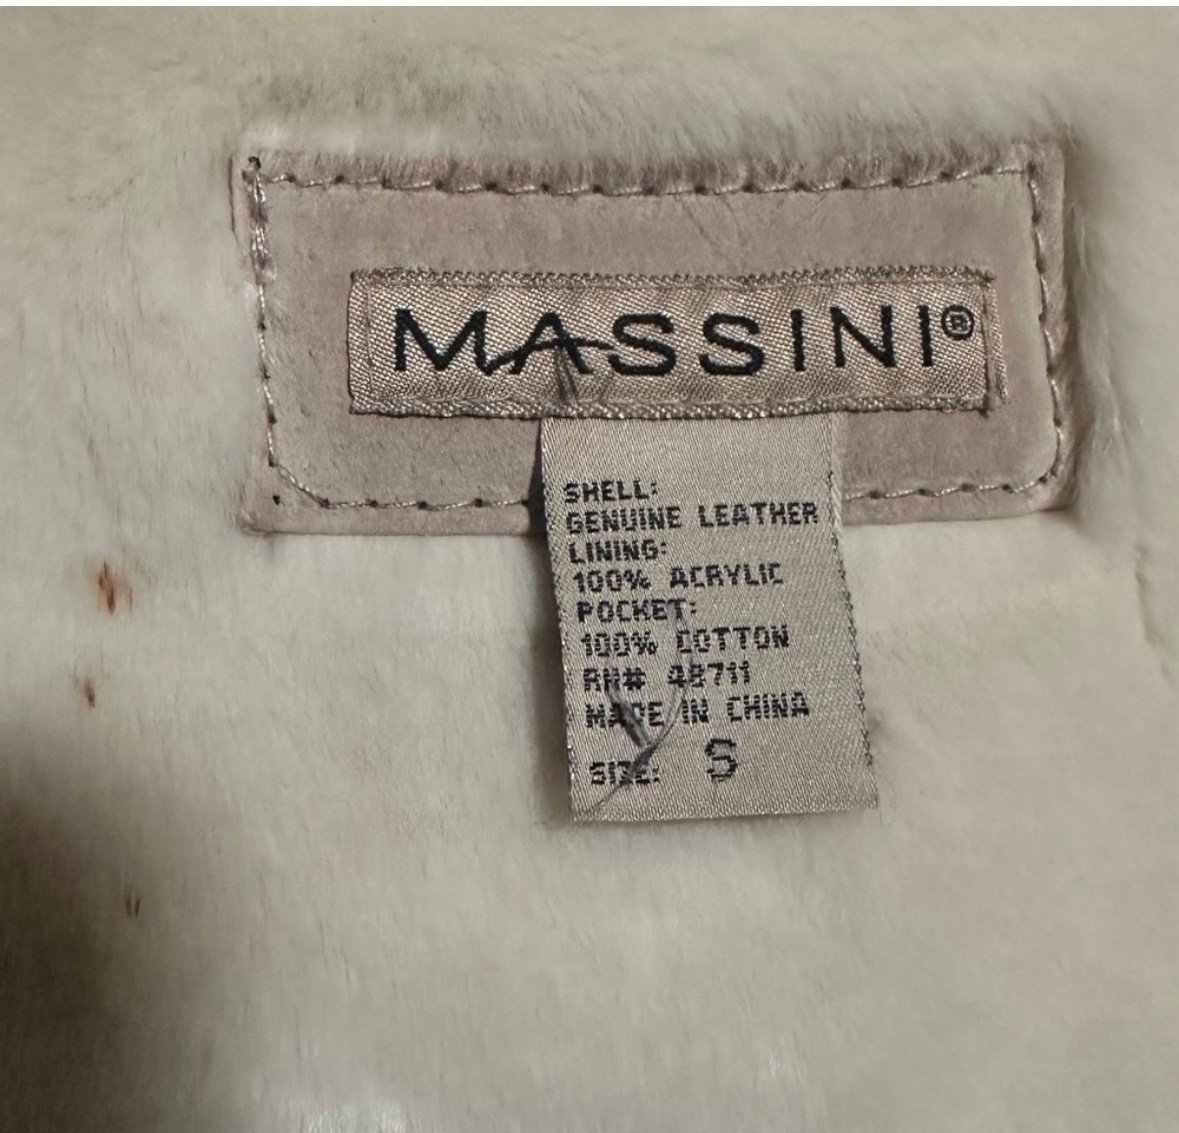 MASSINI®
SHELL:
GENUINE LEATHER
LINING:
100% ACRYLIC
POCKET:
100% COTTON
RN# 48711
MADE IN CHINA
SIZE: S